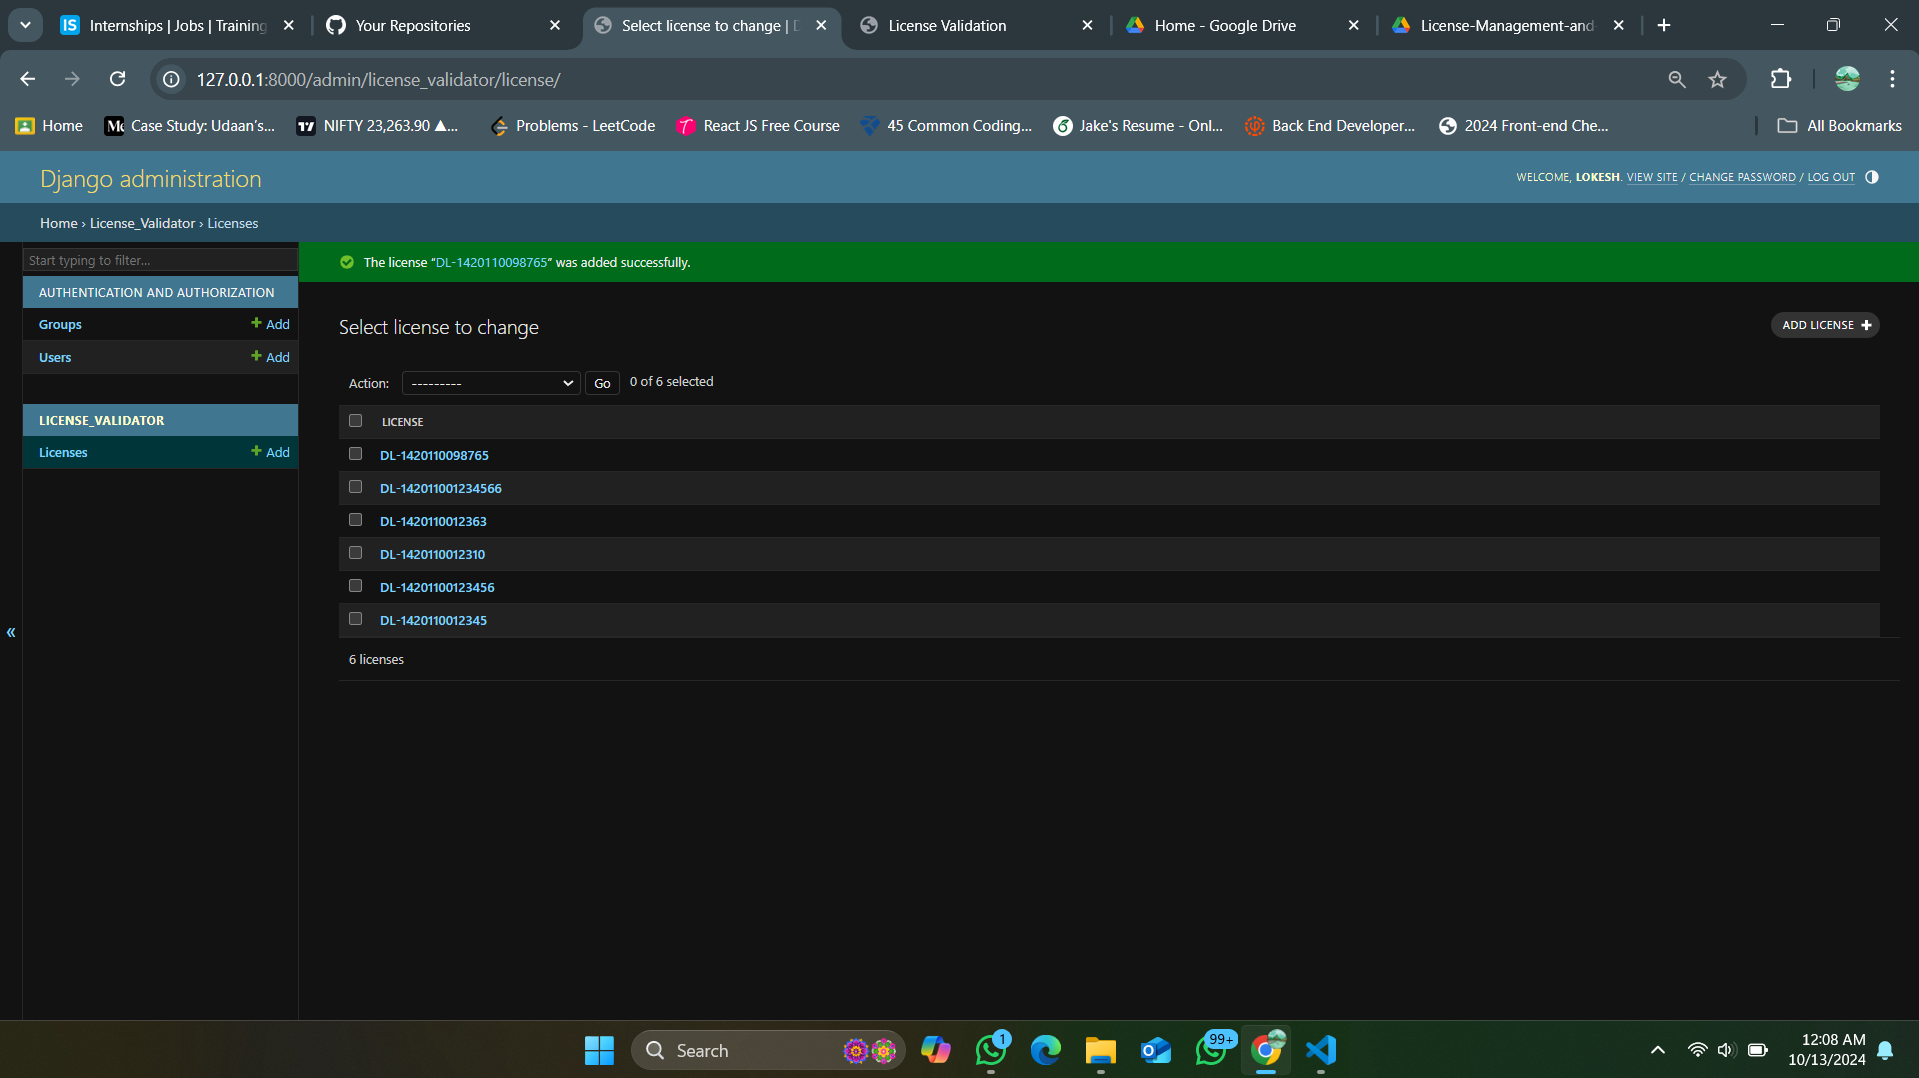 Internships | Jobs | Training
Your Repositories
Select license to change |
License Validation
Home - Google Drive
License-Management-and
127.0.0.1:8000/admin/license_validator/license/
Home
Case Study: Udaan's...
NIFTY 23,263.90 ▲...
Problems - LeetCode
React JS Free Course
45 Common Coding...
Jake's Resume - Onl...
Back End Developer...
2024 Front-end Che...
All Bookmarks
Django administration
WELCOME, LOKESH. VIEW SITE / CHANGE PASSWORD / LOG OUT
Home › License_Validator › Licenses
Start typing to filter...
AUTHENTICATION AND AUTHORIZATION
Groups + Add
Users + Add
LICENSE_VALIDATOR
Licenses + Add
«
The license “DL-1420110098765” was added successfully.
Select license to change
ADD LICENSE +
Action: --------- Go 0 of 6 selected
LICENSE
DL-1420110098765
DL-142011001234566
DL-1420110012363
DL-1420110012310
DL-14201100123456
DL-1420110012345
6 licenses
Search
1
99+
12:08 AM
10/13/2024